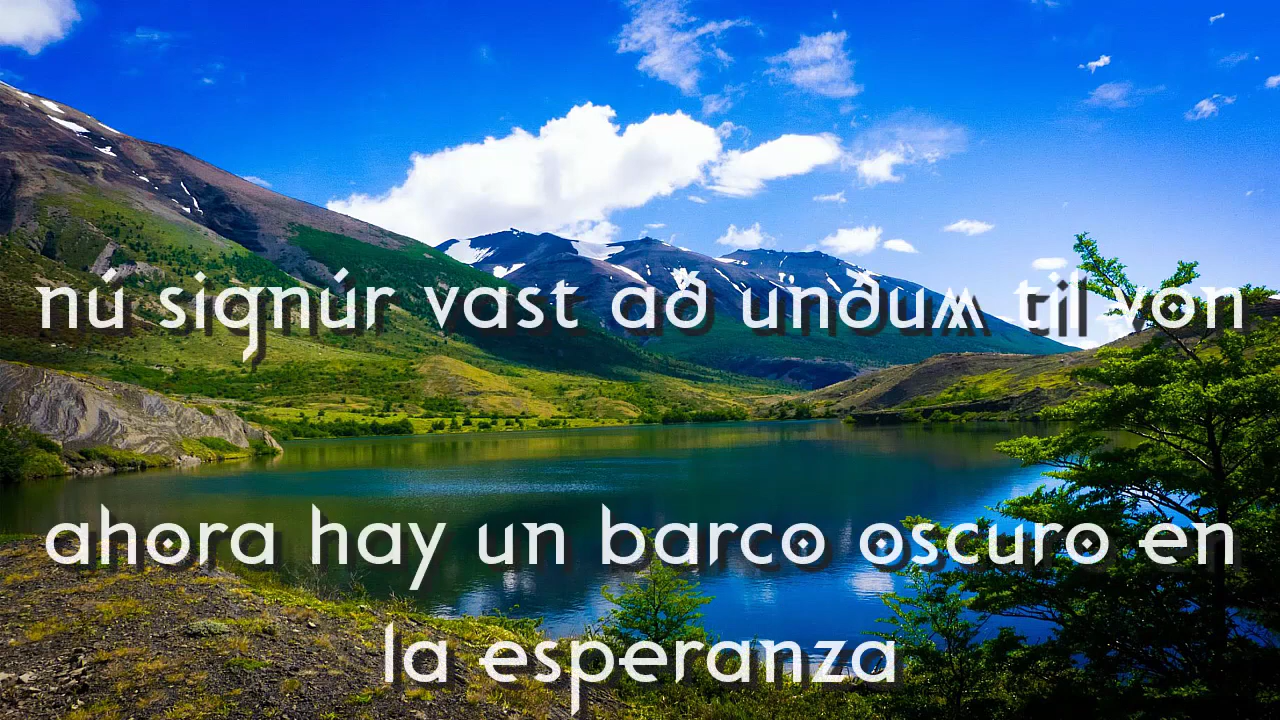 nú signúr vast að undum til von
ahora hay un barco oscuro en
la esperanza